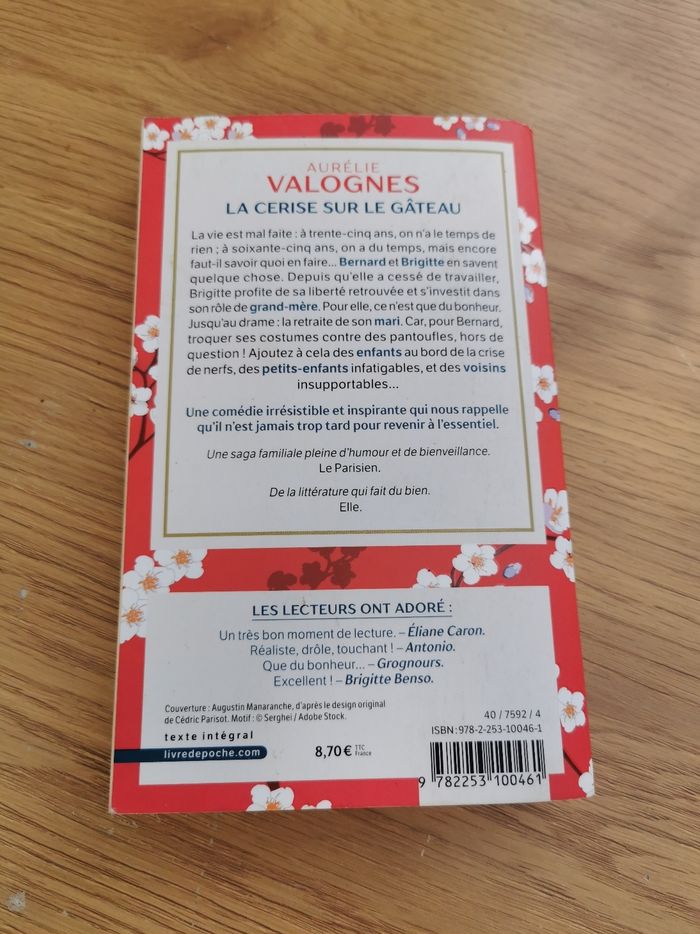 AURÉLIE
VALOGNES
LA CERISE SUR LE GÂTEAU
La vie est mal faite : à trente-cinq ans, on n'a le temps de
rien ; à soixante-cinq ans, on a du temps, mais encore
faut-il savoir quoi en faire... Bernard et Brigitte en savent
quelque chose. Depuis qu'elle a cessé de travailler,
Brigitte profite de sa liberté retrouvée et s'investit dans
son rôle de grand-mère. Pour elle, ce n'est que du bonheur.
Jusqu'au drame : la retraite de son mari. Car, pour Bernard,
troquer ses costumes contre des pantoufles, hors de
question ! Ajoutez à cela des enfants au bord de la crise
de nerfs, des petits-enfants infatigables, et des voisins
insupportables...
Une comédie irrésistible et inspirante qui nous rappelle
qu'il n'est jamais trop tard pour revenir à l'essentiel.
Une saga familiale pleine d'humour et de bienveillance.
Le Parisien.
De la littérature qui fait du bien.
Elle.
LES LECTEURS ONT ADORÉ :
Un très bon moment de lecture. – Éliane Caron.
Réaliste, drôle, touchant ! – Antonio.
Que du bonheur... – Grognours.
Excellent ! – Brigitte Benso.
Couverture : Augustin Manaranche, d'après le design original
de Cédric Parisot. Motif : © Serghei / Adobe Stock.
texte intégral
livredepoche.com
8,70 € TTC France
40 / 7592 / 4
ISBN : 978-2-253-10046-1
9 782253 100461